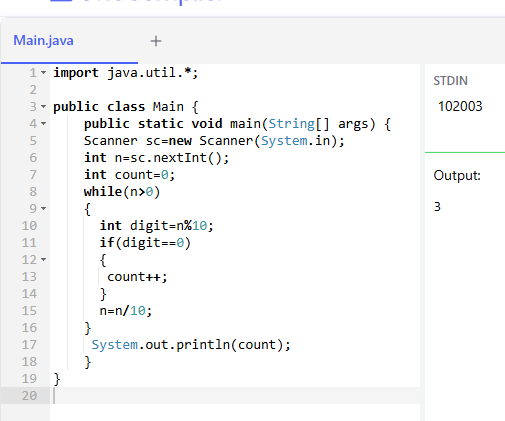 Main.java +
1 import java.util.*;
2
3 public class Main {
4 public static void main(String[] args) {
5 Scanner sc=new Scanner(System.in);
6 int n=sc.nextInt();
7 int count=0;
8 while(n>0)
9 {
10 int digit=n%10;
11 if(digit==0)
12 {
13 count++;
14 }
15 n=n/10;
16 }
17 System.out.println(count);
18 }
19 }
20
STDIN
102003
Output:
3